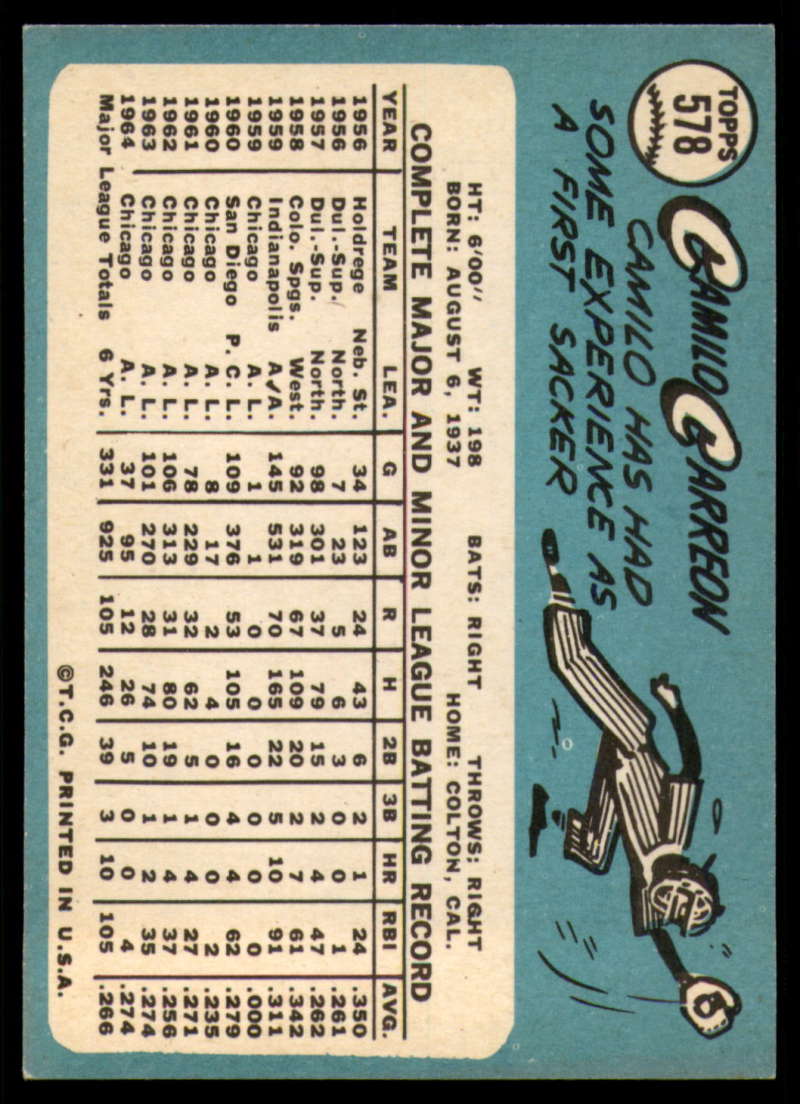 TOPPS
578
CAMILO CARREON
CAMILO HAS HAD
SOME EXPERIENCE AS
A FIRST SACKER
HT: 6'00" WT: 198 BATS: RIGHT THROWS: RIGHT
BORN: AUGUST 6, 1937 HOME: COLTON, CAL.
COMPLETE MAJOR AND MINOR LEAGUE BATTING RECORD
YEAR TEAM LEA. G AB R H 2B 3B HR RBI AVG.
1956 Holdrege Neb. St. 34 123 24 43 6 2 1 24 .350
1956 Dul.-Sup. North. 7 23 5 6 3 0 0 1 .261
1957 Dul.-Sup. North. 98 301 37 79 15 2 4 47 .262
1958 Colo. Spgs. West. 92 319 67 109 20 2 7 61 .342
1959 Indianapolis A.A. 145 531 70 165 22 5 10 91 .311
1959 Chicago A. L. 1 1 0 0 0 0 0 0 .000
1960 San Diego P. C. L. 109 376 53 105 16 4 4 62 .279
1960 Chicago A. L. 8 17 2 4 0 0 0 2 .235
1961 Chicago A. L. 78 229 32 62 5 1 4 27 .271
1962 Chicago A. L. 106 313 31 80 19 1 4 37 .256
1963 Chicago A. L. 101 270 28 74 10 1 2 35 .274
1964 Chicago A. L. 37 95 12 26 5 0 0 4 .274
Major League Totals 6 Yrs. 331 925 105 246 39 3 10 105 .266
©T.C.G. PRINTED IN U.S.A.